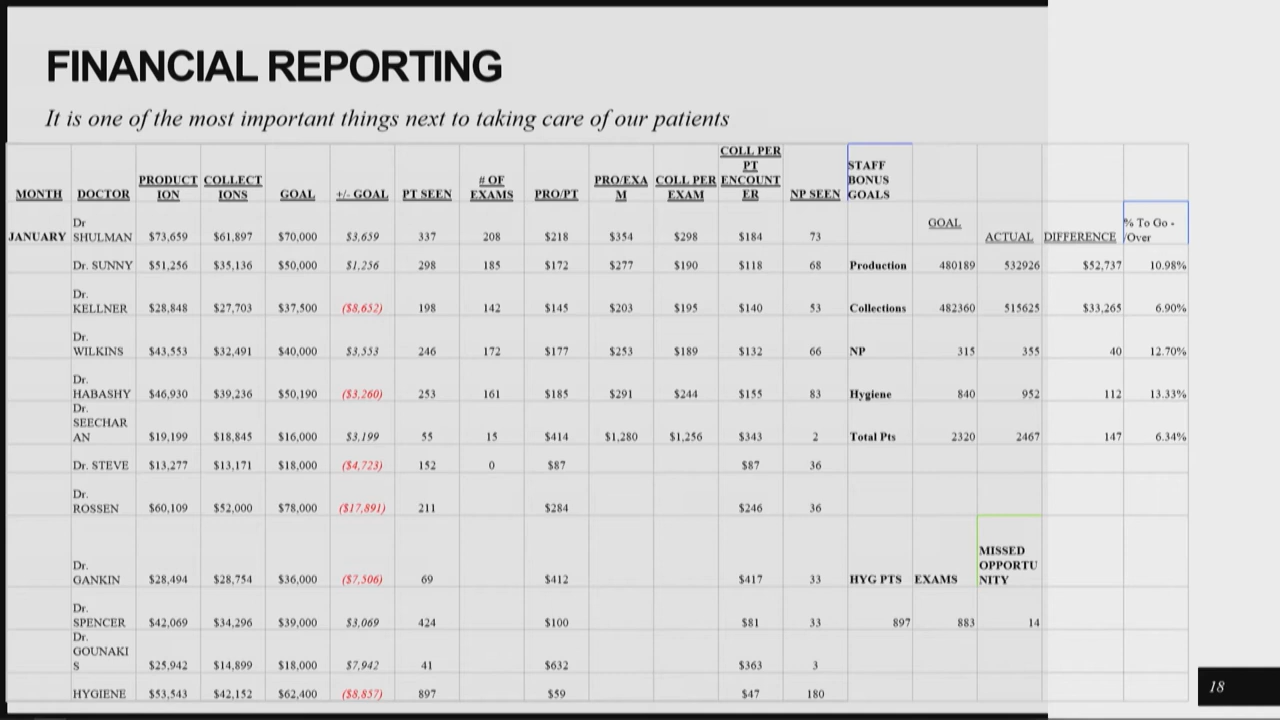 FINANCIAL REPORTING
It is one of the most important things next to taking care of our patients
MONTH DOCTOR PRODUCTION COLLECTIONS GOAL +/- GOAL PT SEEN # OF EXAMS PRO/PT PRO/EXAM COLL PER EXAM COLL PER PT ENCOUNTER NP SEEN STAFF BONUS GOALS
GOAL ACTUAL DIFFERENCE % To Go - /Over
JANUARY Dr SHULMAN $73,659 $61,897 $70,000 $3,659 337 208 $218 $354 $298 $184 73
Dr. SUNNY $51,256 $35,136 $50,000 $1,256 298 185 $172 $277 $190 $118 68 Production 480189 532926 $52,737 10.98%
Dr. KELLNER $28,848 $27,703 $37,500 ($8,652) 198 142 $145 $203 $195 $140 53 Collections 482360 515625 $33,265 6.90%
Dr. WILKINS $43,553 $32,491 $40,000 $3,553 246 172 $177 $253 $189 $132 66 NP 315 355 40 12.70%
Dr. HABASHY $46,930 $39,236 $50,190 ($3,260) 253 161 $185 $291 $244 $155 83 Hygiene 840 952 112 13.33%
Dr. SEECHARAN $19,199 $18,845 $16,000 $3,199 55 15 $414 $1,280 $1,256 $343 2 Total Pts 2320 2467 147 6.34%
Dr. STEVE $13,277 $13,171 $18,000 ($4,723) 152 0 $87 $87 36
Dr. ROSSEN $60,109 $52,000 $78,000 ($17,891) 211 $284 $246 36
Dr. GANKIN $28,494 $28,754 $36,000 ($7,506) 69 $412 $417 33 HYG PTS EXAMS MISSED OPPORTUNITY
Dr. SPENCER $42,069 $34,296 $39,000 $3,069 424 $100 $81 33 897 883 14
Dr. GOUNAKIS $25,942 $14,899 $18,000 $7,942 41 $632 $363 3
HYGIENE $53,543 $42,152 $62,400 ($8,857) 897 $59 $47 180
18